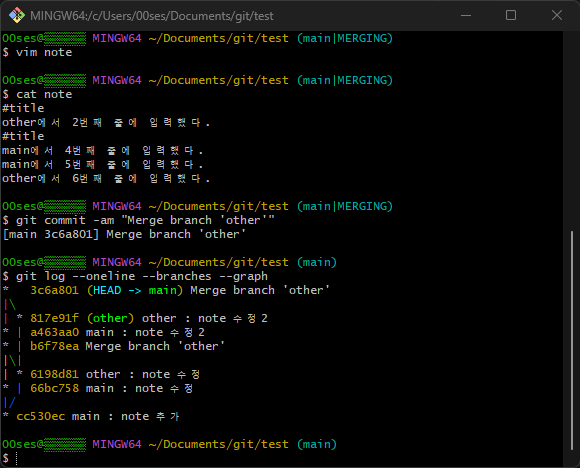 MINGW64:/c/Users/00ses/Documents/git/test
00ses@▒▒▒▒▒▒ MINGW64 ~/Documents/git/test (main|MERGING)
$ vim note
00ses@▒▒▒▒▒▒ MINGW64 ~/Documents/git/test (main|MERGING)
$ cat note
#title
other에서 2번째 줄에 입력했다.
#title
main에서 4번째 줄에 입력했다.
main에서 5번째 줄에 입력했다.
other에서 6번째 줄에 입력했다.
00ses@▒▒▒▒▒▒ MINGW64 ~/Documents/git/test (main|MERGING)
$ git commit -am "Merge branch 'other'"
[main 3c6a801] Merge branch 'other'
00ses@▒▒▒▒▒▒ MINGW64 ~/Documents/git/test (main)
$ git log --oneline --branches --graph
*   3c6a801 (HEAD -> main) Merge branch 'other'
|\
| * 817e91f (other) other : note 수정2
* | a463aa0 main : note 수정2
* | b6f78ea Merge branch 'other'
|\|
| * 6198d81 other : note 수정
* | 66bc758 main : note 수정
|/
* cc530ec main : note 추가
00ses@▒▒▒▒▒▒ MINGW64 ~/Documents/git/test (main)
$